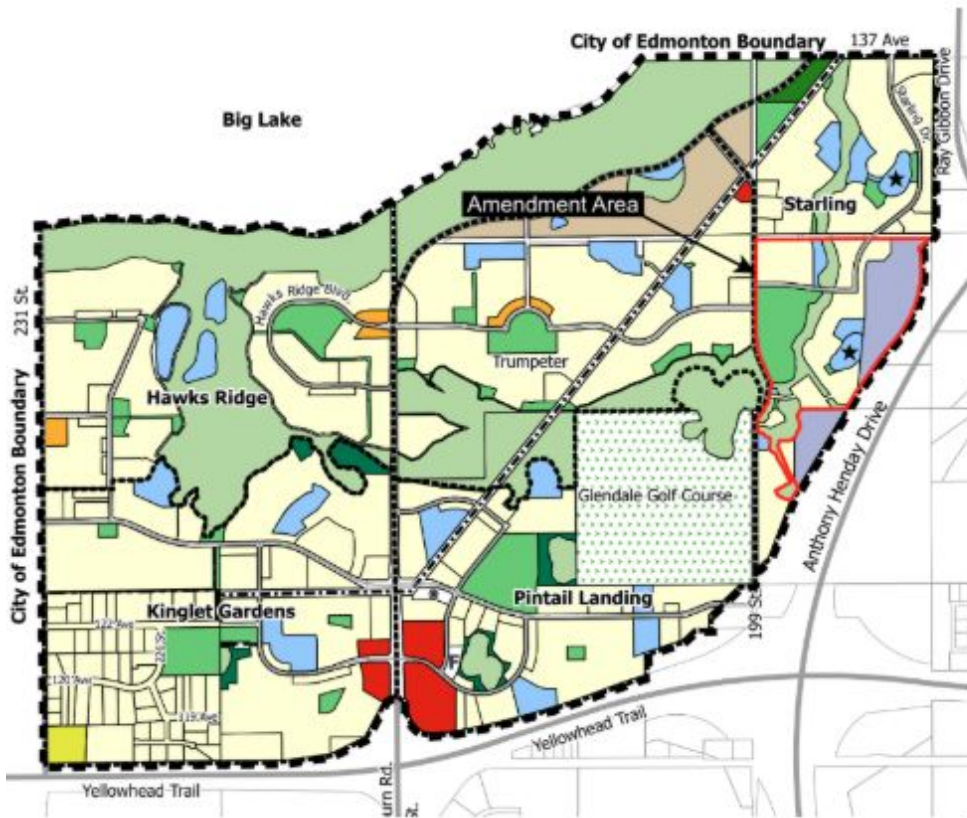 City of Edmonton Boundary
137 Ave
Big Lake
Starling Dr.
Ray Gibbon Drive
Amendment Area
Starling
231 St.
Hawks Ridge Blvd
Trumpeter
Hawks Ridge
City of Edmonton Boundary
Glendale Golf Course
Anthony Henday Drive
Kinglet Gardens
Pintail Landing
199 St.
122 Ave
120 Ave
119 Ave
F
Yellowhead Trail
Yellowhead Trail
urn Rd.
St.